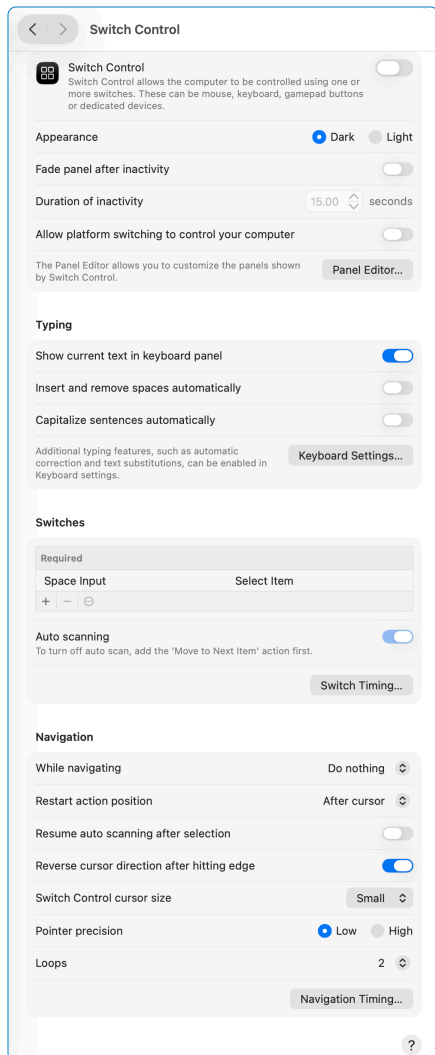 Switch Control
Switch Control
Switch Control allows the computer to be controlled using one or
more switches. These can be mouse, keyboard, gamepad buttons
or dedicated devices.
Appearance Dark Light
Fade panel after inactivity
Duration of inactivity 15.00 seconds
Allow platform switching to control your computer
The Panel Editor allows you to customize the panels shown
by Switch Control.
Panel Editor...
Typing
Show current text in keyboard panel
Insert and remove spaces automatically
Capitalize sentences automatically
Additional typing features, such as automatic
correction and text substitutions, can be enabled in
Keyboard settings.
Keyboard Settings...
Switches
Required
Space Input Select Item
Auto scanning
To turn off auto scan, add the 'Move to Next Item' action first.
Switch Timing...
Navigation
While navigating Do nothing
Restart action position After cursor
Resume auto scanning after selection
Reverse cursor direction after hitting edge
Switch Control cursor size Small
Pointer precision Low High
Loops 2
Navigation Timing...
?